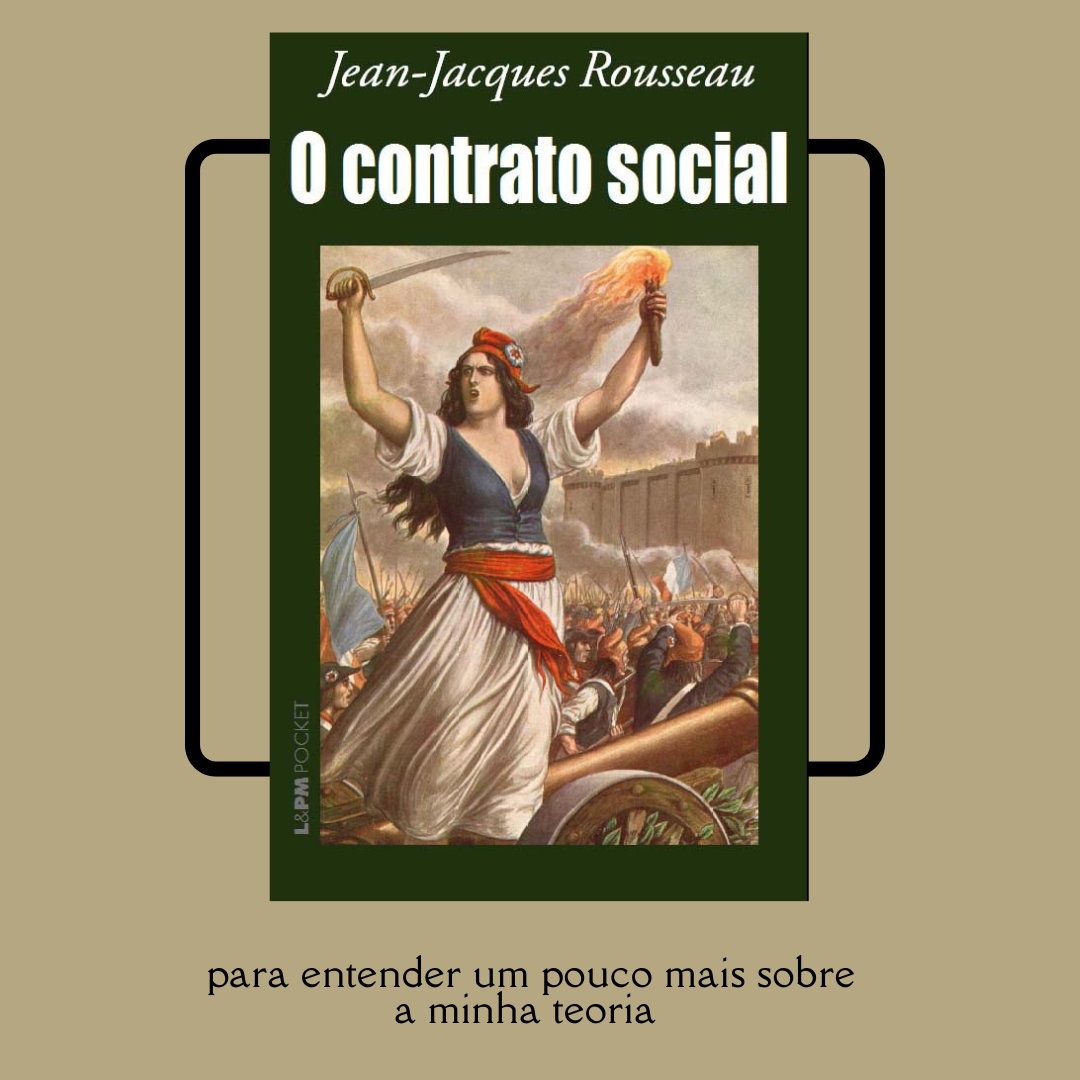 Jean-Jacques Rousseau
O contrato social
L&PM POCKET
para entender um pouco mais sobre
a minha teoria